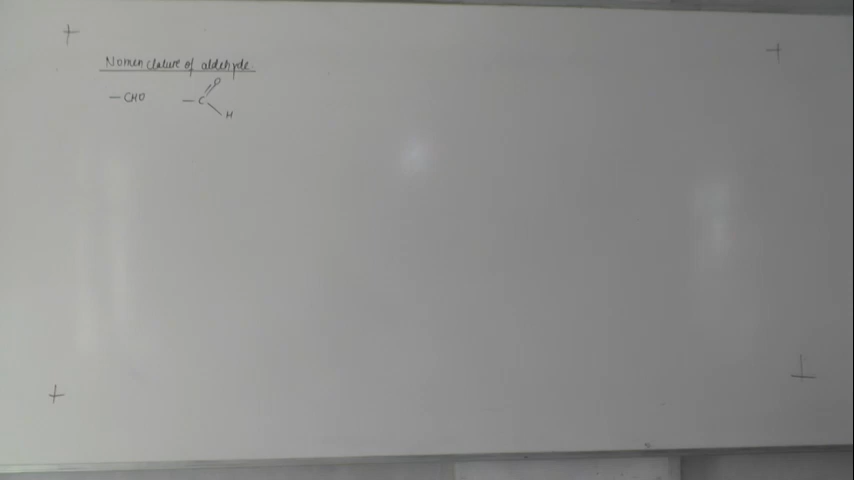 Nomenclature of aldehyde.
—CHO —C=O
H